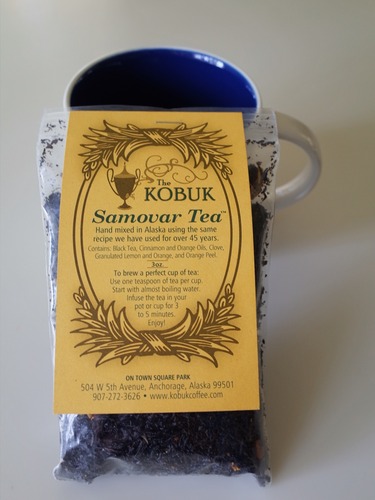 The
KOBUK
Samovar Tea™
Hand mixed in Alaska using the same
recipe we have used for over 45 years.
Contains: Black Tea, Cinnamon and Orange Oils, Clove,
Granulated Lemon and Orange, and Orange Peel.
3oz.
To brew a perfect cup of tea:
Use one teaspoon of tea per cup.
Start with almost boiling water.
Infuse the tea in your
pot or cup for 3
to 5 minutes.
Enjoy!
ON TOWN SQUARE PARK
504 W 5th Avenue, Anchorage, Alaska 99501
907-272-3626 • www.kobukcoffee.com